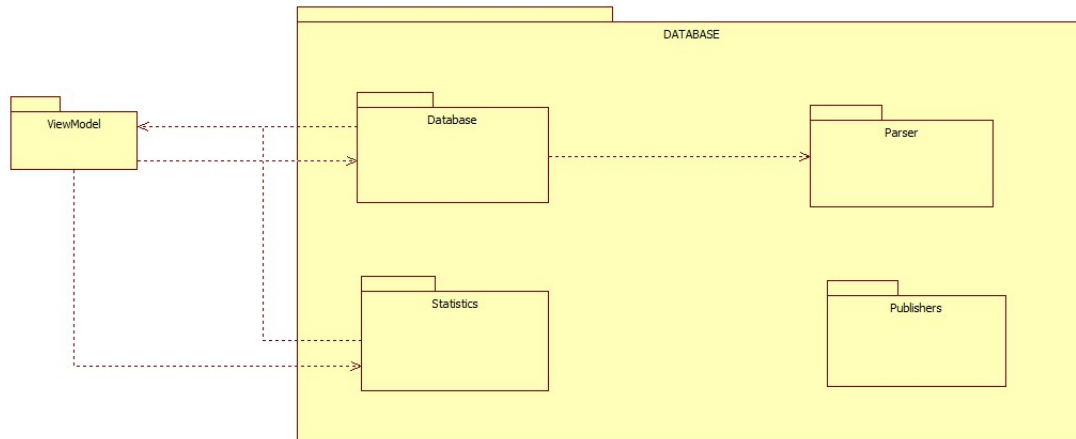 DATABASE
ViewModel
Database
Parser
Statistics
Publishers